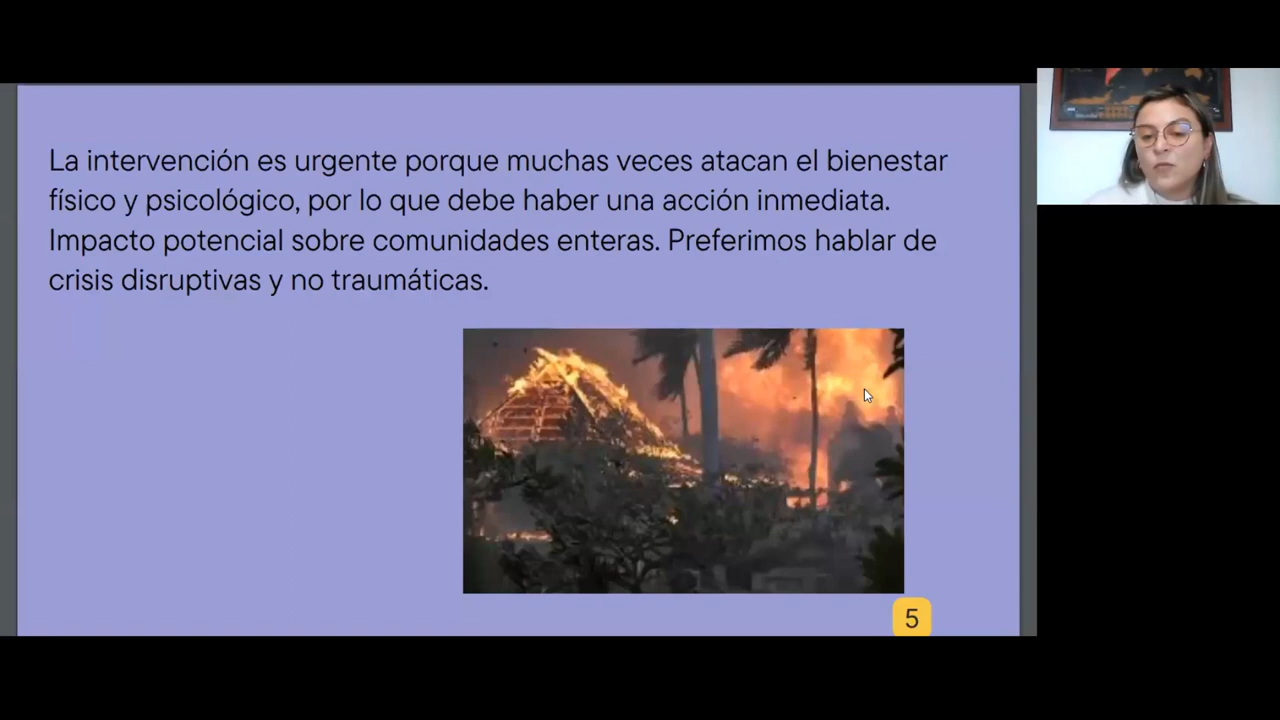 La intervención es urgente porque muchas veces atacan el bienestar
físico y psicológico, por lo que debe haber una acción inmediata.
Impacto potencial sobre comunidades enteras. Preferimos hablar de
crisis disruptivas y no traumáticas.
5